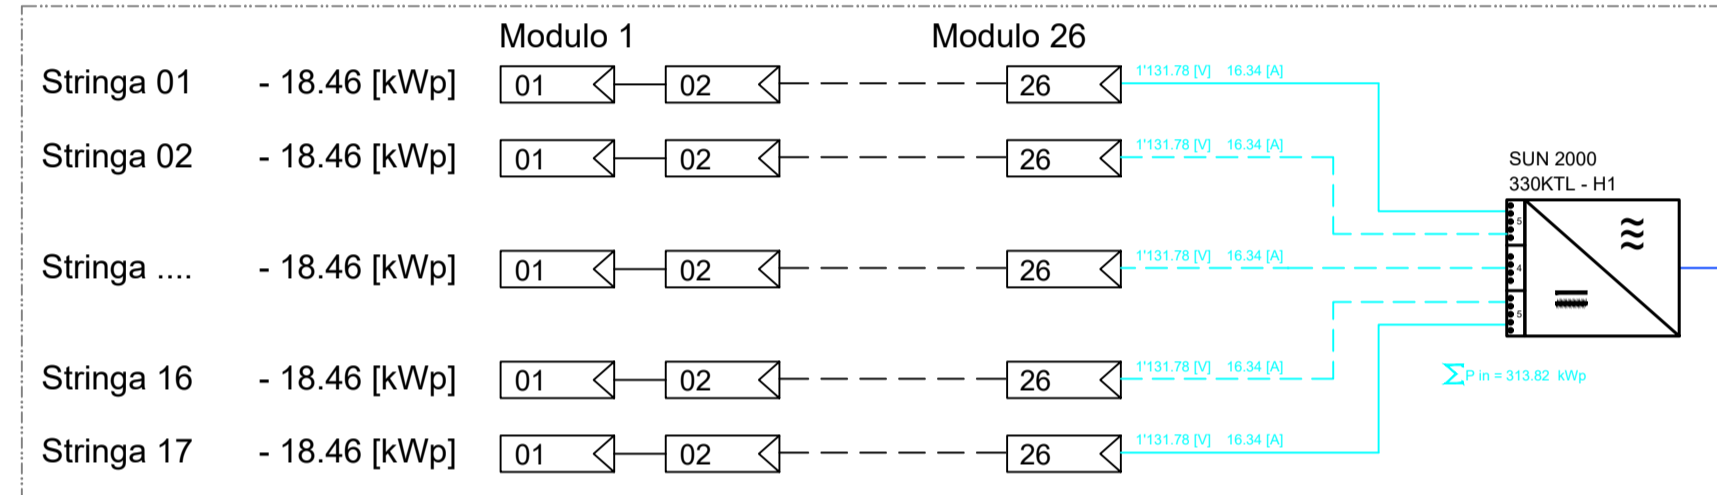 Modulo 1 Modulo 26
Stringa 01 - 18.46 [kWp] 01 02 26 1'131.78 [V] 16.34 [A]
Stringa 02 - 18.46 [kWp] 01 02 26 1'131.78 [V] 16.34 [A]
SUN 2000
330KTL - H1
5
Stringa .... - 18.46 [kWp] 01 02 26 1'131.78 [V] 16.34 [A]
4
5
Stringa 16 - 18.46 [kWp] 01 02 26 1'131.78 [V] 16.34 [A]
∑P in = 313.82 kWp
Stringa 17 - 18.46 [kWp] 01 02 26 1'131.78 [V] 16.34 [A]